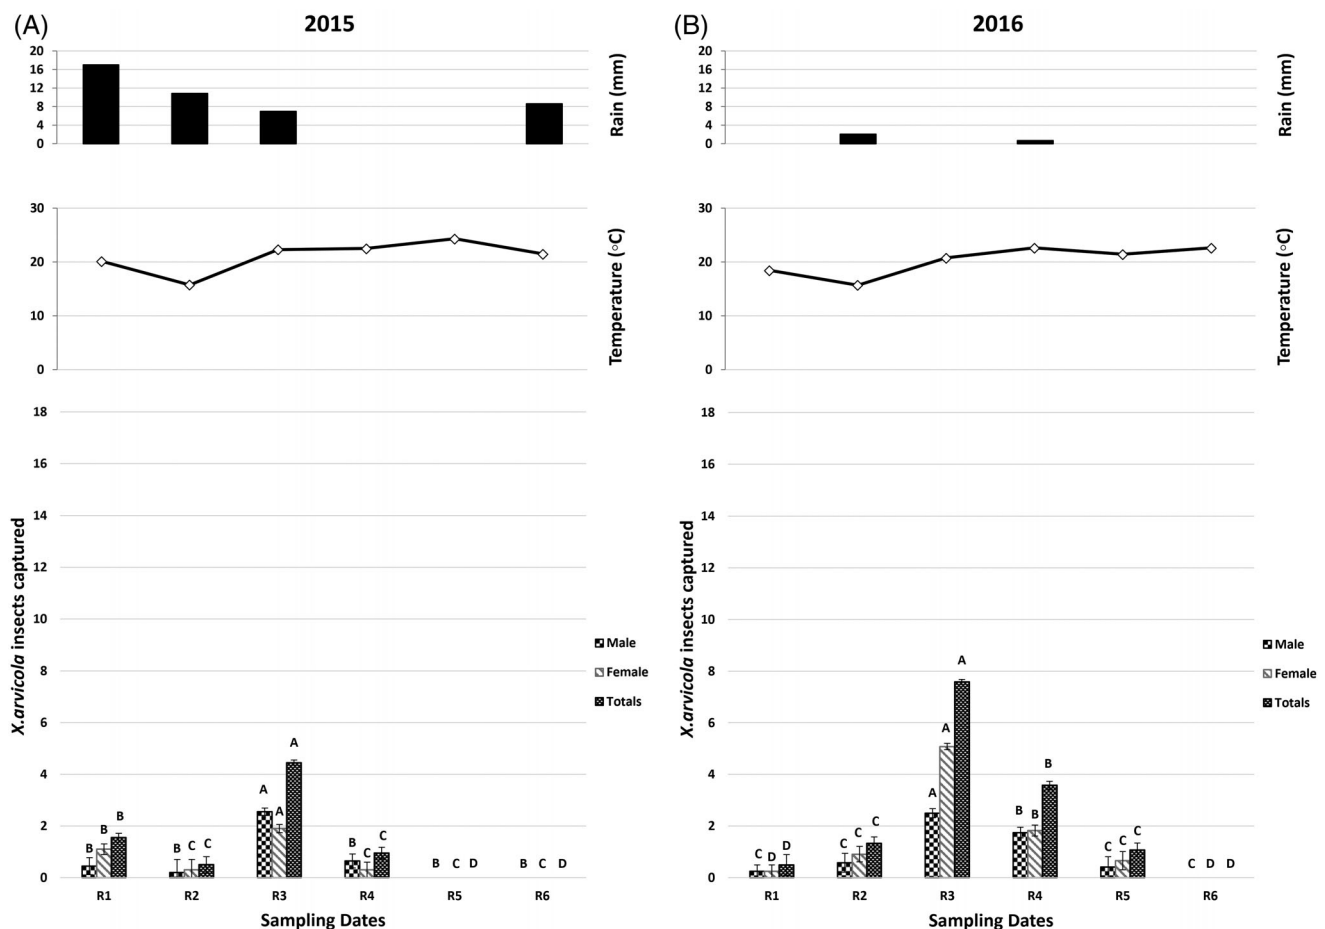 (A)
2015
20
16
12
8
4
0
Rain (mm)
30
20
10
0
Temperature (°C)
18
16
14
12
10
8
6
4
2
0
X.arvicola insects captured
B B B
B C C
A A A
B C C
B C D
B C D
R1 R2 R3 R4 R5 R6
Sampling Dates
Male
Female
Totals
(B)
2016
20
16
12
8
4
0
Rain (mm)
30
20
10
0
Temperature (°C)
18
16
14
12
10
8
6
4
2
0
X.arvicola insects captured
C D D
C C C
A A A
B B B
C C C
C D D
R1 R2 R3 R4 R5 R6
Sampling Dates
Male
Female
Totals